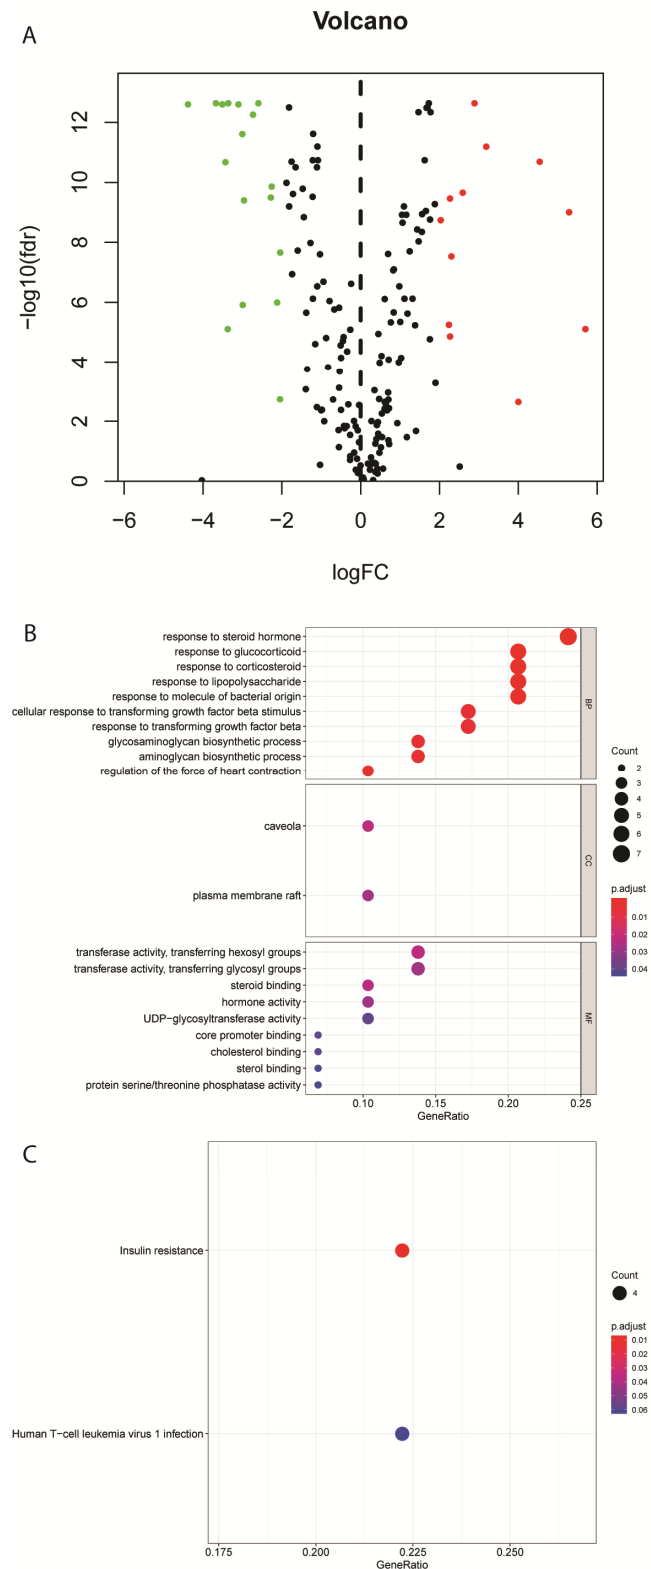 A
Volcano
12
10
8
6
4
2
0
−log10(fdr)
−6
−4
−2
0
2
4
6
logFC
B
response to steroid hormone
response to glucocorticoid
response to corticosteroid
response to lipopolysaccharide
response to molecule of bacterial origin
cellular response to transforming growth factor beta stimulus
response to transforming growth factor beta
glycosaminoglycan biosynthetic process
aminoglycan biosynthetic process
regulation of the force of heart contraction
BP
caveola
plasma membrane raft
CC
transferase activity, transferring hexosyl groups
transferase activity, transferring glycosyl groups
steroid binding
hormone activity
UDP−glycosyltransferase activity
core promoter binding
cholesterol binding
sterol binding
protein serine/threonine phosphatase activity
MF
0.10
0.15
0.20
0.25
GeneRatio
Count
2
3
4
5
6
7
p.adjust
0.01
0.02
0.03
0.04
C
Insulin resistance
Human T−cell leukemia virus 1 infection
0.175
0.200
0.225
0.250
GeneRatio
Count
4
p.adjust
0.01
0.02
0.03
0.04
0.05
0.06